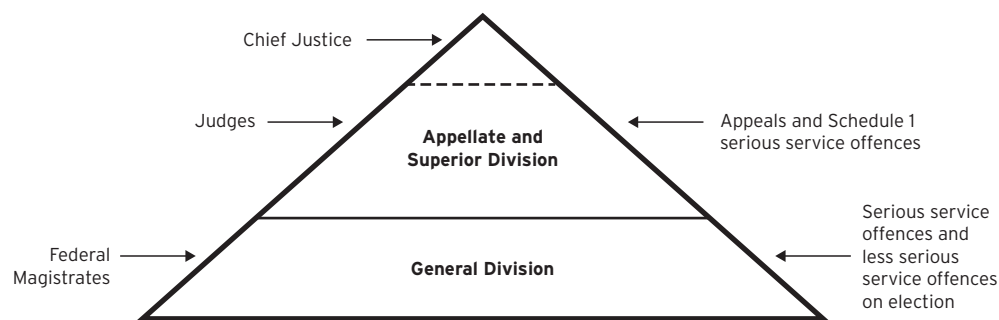 Chief Justice
Judges
Appellate and
Superior Division
Appeals and Schedule 1
serious service offences
Federal
Magistrates
General Division
Serious service
offences and
less serious
service offences
on election